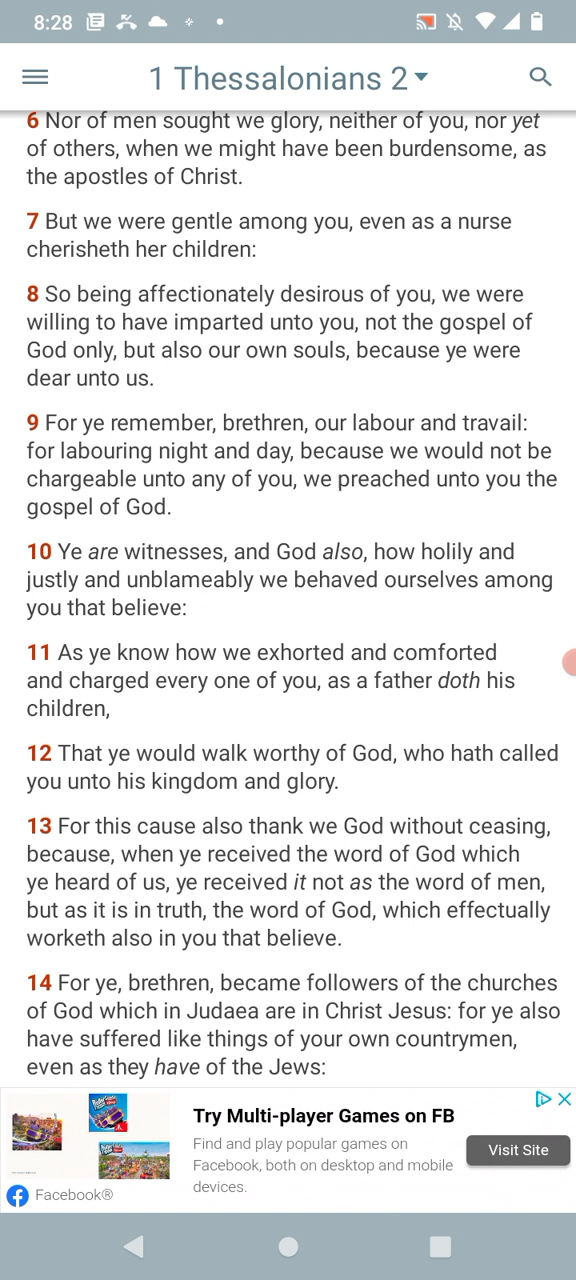 8:28
1 Thessalonians 2
6 Nor of men sought we glory, neither of you, nor yet
of others, when we might have been burdensome, as
the apostles of Christ.
7 But we were gentle among you, even as a nurse
cherisheth her children:
8 So being affectionately desirous of you, we were
willing to have imparted unto you, not the gospel of
God only, but also our own souls, because ye were
dear unto us.
9 For ye remember, brethren, our labour and travail:
for labouring night and day, because we would not be
chargeable unto any of you, we preached unto you the
gospel of God.
10 Ye are witnesses, and God also, how holily and
justly and unblameably we behaved ourselves among
you that believe:
11 As ye know how we exhorted and comforted
and charged every one of you, as a father doth his
children,
12 That ye would walk worthy of God, who hath called
you unto his kingdom and glory.
13 For this cause also thank we God without ceasing,
because, when ye received the word of God which
ye heard of us, ye received it not as the word of men,
but as it is in truth, the word of God, which effectually
worketh also in you that believe.
14 For ye, brethren, became followers of the churches
of God which in Judaea are in Christ Jesus: for ye also
have suffered like things of your own countrymen,
even as they have of the Jews:
Try Multi-player Games on FB
Find and play popular games on
Facebook, both on desktop and mobile
devices.
Visit Site
Facebook®